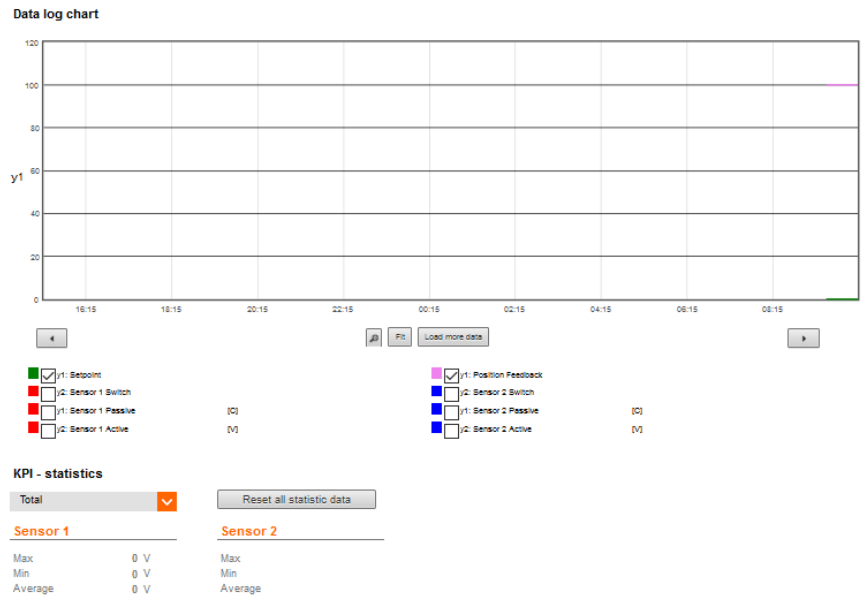 Data log chart
120
100
80
y1 60
40
20
0
16:15 18:15 20:15 22:15 00:15 02:15 04:15 06:15 08:15
Fit Load more data
y1: Setpoint y1: Position Feedback
y2: Sensor 1 Switch y2: Sensor 2 Switch
y1: Sensor 1 Passive [C] y1: Sensor 2 Passive [C]
y2: Sensor 1 Active [V] y2: Sensor 2 Active [V]
KPI - statistics
Total Reset all statistic data
Sensor 1 Sensor 2
Max 0 V Max
Min 0 V Min
Average 0 V Average